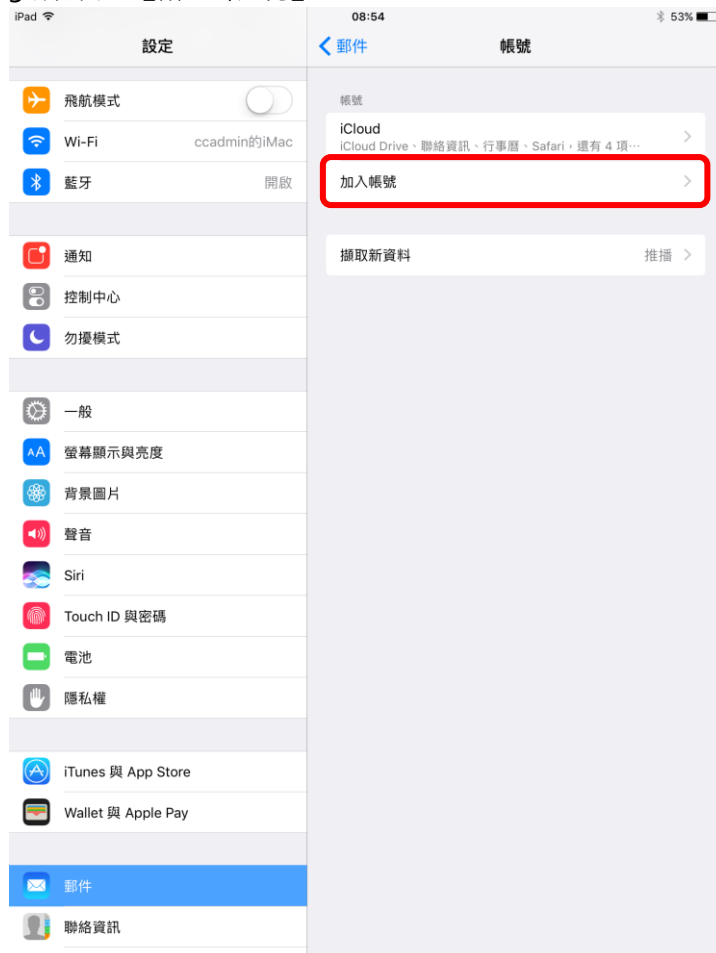 iPad
08:54
53%
設定
郵件
帳號
飛航模式
Wi-Fi
ccadmin的iMac
藍牙
開啟
通知
控制中心
勿擾模式
一般
AA
螢幕顯示與亮度
背景圖片
聲音
Siri
Touch ID 與密碼
電池
隱私權
iTunes 與 App Store
Wallet 與 Apple Pay
郵件
聯絡資訊
帳號
iCloud
iCloud Drive、聯絡資訊、行事曆、Safari，還有 4 項…
加入帳號
擷取新資料
推播